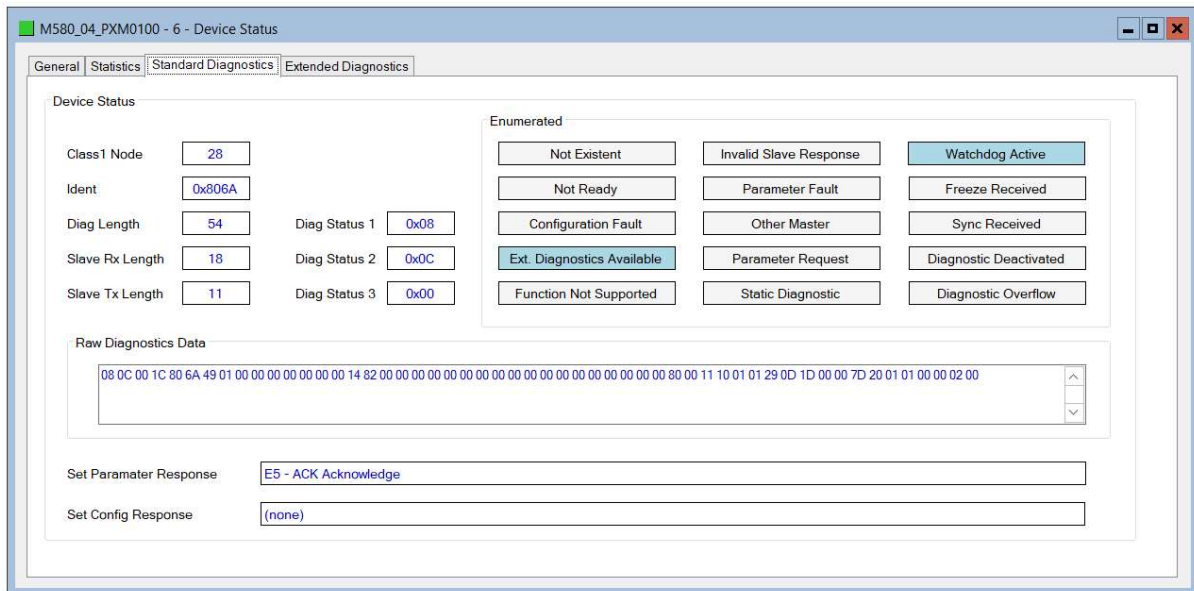 M580_04_PXM0100 - 6 - Device Status
General Statistics Standard Diagnostics Extended Diagnostics
Device Status
Enumerated
Class1 Node 28 Not Existent Invalid Slave Response Watchdog Active
Ident 0x806A Not Ready Parameter Fault Freeze Received
Diag Length 54 Diag Status 1 0x08 Configuration Fault Other Master Sync Received
Slave Rx Length 18 Diag Status 2 0x0C Ext. Diagnostics Available Parameter Request Diagnostic Deactivated
Slave Tx Length 11 Diag Status 3 0x00 Function Not Supported Static Diagnostic Diagnostic Overflow
Raw Diagnostics Data
08 0C 00 1C 80 6A 49 01 00 00 00 00 00 00 00 14 82 00 00 00 00 00 00 00 00 00 00 00 00 00 00 00 00 00 80 00 11 10 01 01 29 0D 1D 00 00 7D 20 01 01 00 00 02 00
Set Paramater Response E5 - ACK Acknowledge
Set Config Response (none)